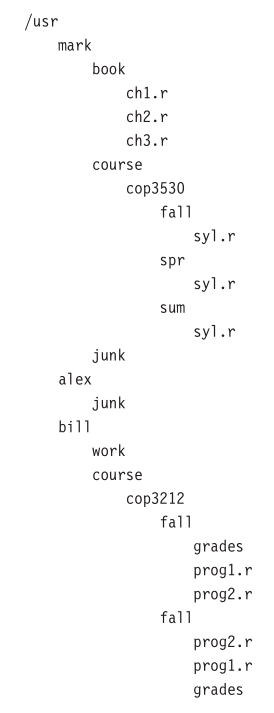 /usr
mark
book
ch1.r
ch2.r
ch3.r
course
cop3530
fall
syl.r
spr
syl.r
sum
syl.r
junk
alex
junk
bill
work
course
cop3212
fall
grades
prog1.r
prog2.r
fall
prog2.r
prog1.r
grades